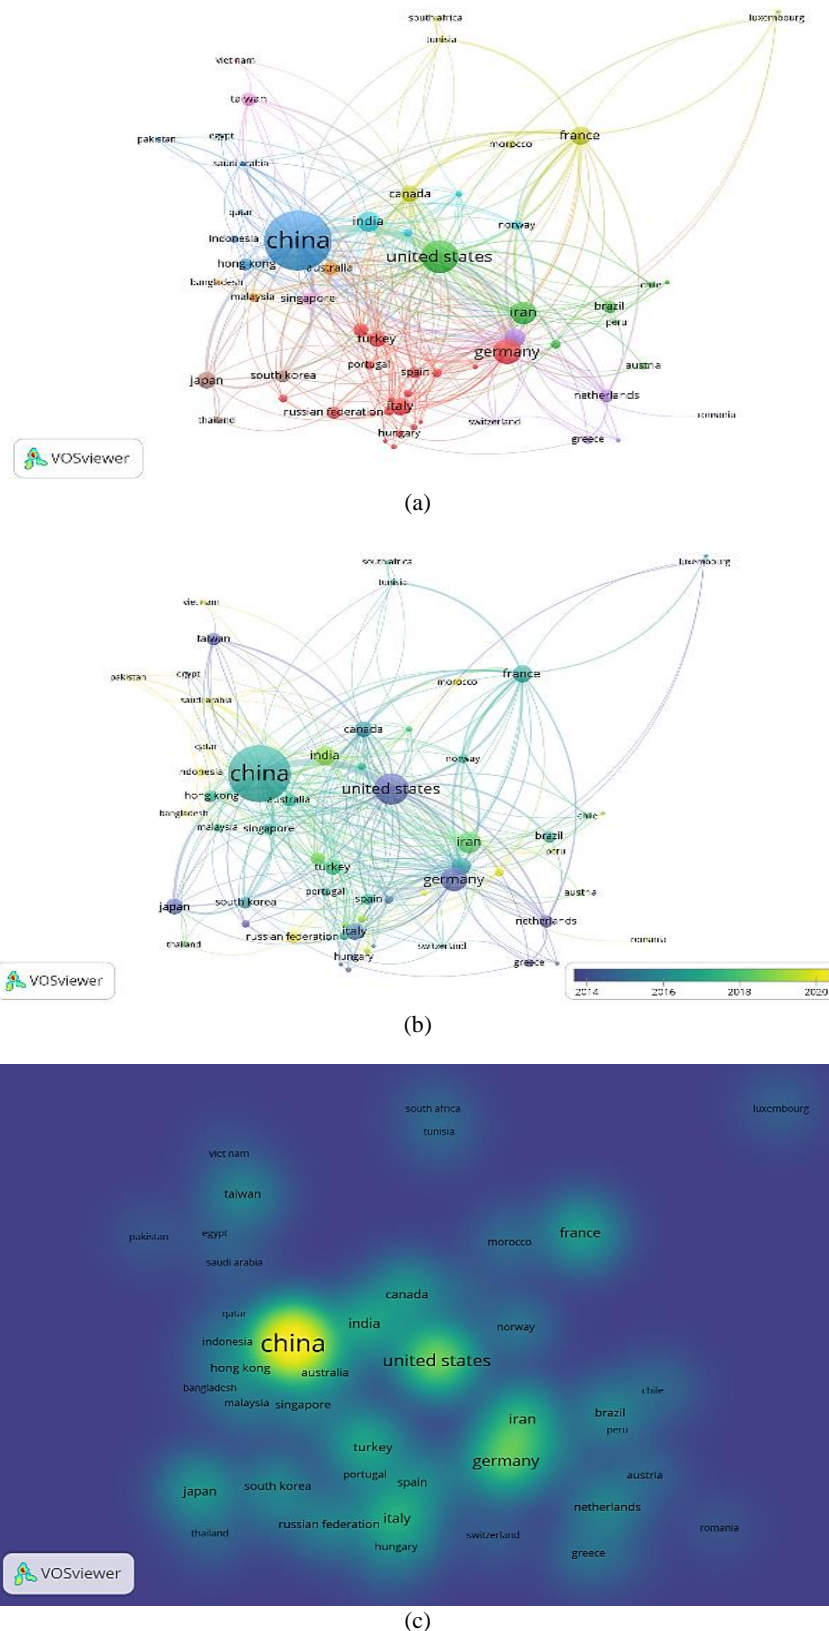 south africa
luxembourg
tunisia
viet nam
taiwan
pakistan
egypt
morocco
france
saudi arabia
canada
qatar
india
norway
indonesia
china
united states
hong kong
australia
bangladesh
malaysia
singapore
chile
iran
brazil
peru
turkey
germany
portugal
spain
austria
japan
south korea
netherlands
russian federation
italy
thailand
switzerland
romania
hungary
greece
VOSviewer
(a)
south africa
luxembourg
tunisia
viet nam
taiwan
pakistan
egypt
morocco
france
saudi arabia
canada
qatar
india
norway
indonesia
china
united states
hong kong
australia
bangladesh
malaysia
singapore
chile
iran
brazil
peru
turkey
germany
portugal
spain
austria
japan
south korea
netherlands
russian federation
italy
thailand
switzerland
romania
hungary
greece
VOSviewer
2014 2016 2018 2020
(b)
south africa
luxembourg
tunisia
viet nam
taiwan
pakistan
egypt
morocco
france
saudi arabia
canada
qatar
india
norway
indonesia
china
united states
hong kong
australia
bangladesh
malaysia
singapore
chile
iran
brazil
peru
turkey
germany
portugal
spain
austria
japan
south korea
netherlands
russian federation
italy
thailand
switzerland
romania
hungary
greece
VOSviewer
(c)